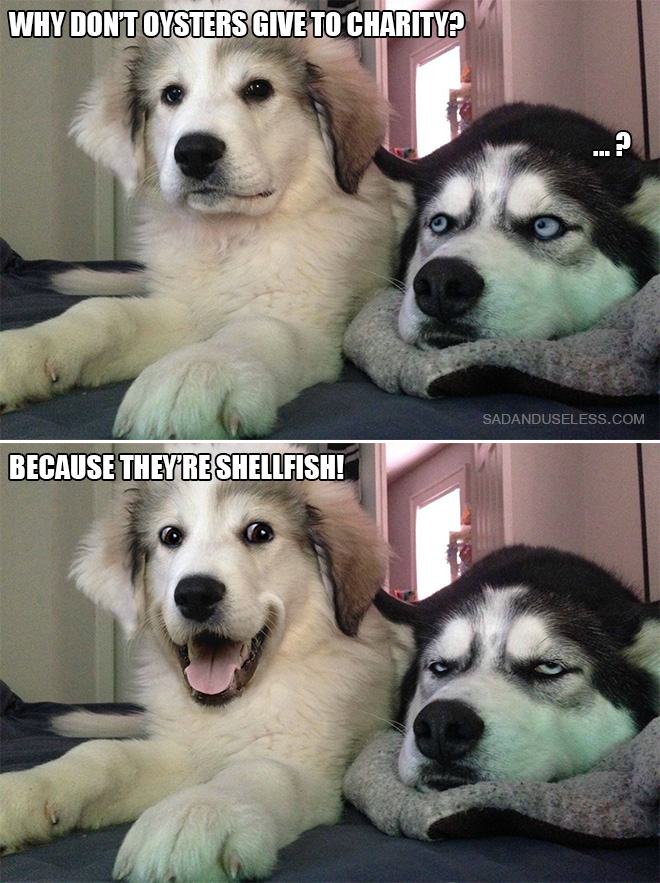 WHY DON'T OYSTERS GIVE TO CHARITY?
... ?
SADANDUSELESS.COM
BECAUSE THEY'RE SHELLFISH!